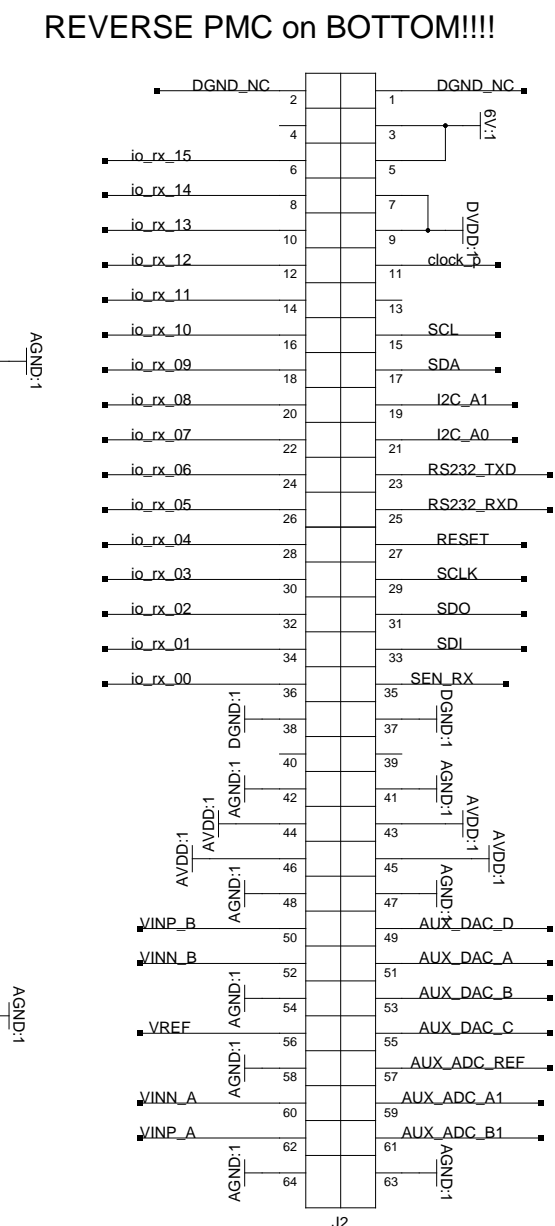 REVERSE PMC on BOTTOM!!!!
DGND_NC 2 1 DGND_NC
4 3 6V:1
io_rx_15 6 5
io_rx_14 8 7
io_rx_13 10 9 DVDD:1
io_rx_12 12 11 clock_p
io_rx_11 14 13
io_rx_10 16 15 SCL
AGND:1
io_rx_09 18 17 SDA
io_rx_08 20 19 I2C_A1
io_rx_07 22 21 I2C_A0
io_rx_06 24 23 RS232_TXD
io_rx_05 26 25 RS232_RXD
io_rx_04 28 27 RESET
io_rx_03 30 29 SCLK
io_rx_02 32 31 SDO
io_rx_01 34 33 SDI
io_rx_00 36 35 SEN_RX
DGND:1 38 37 DGND:1
40 39
AGND:1 42 41 AGND:1
AVDD:1 44 43 AVDD:1
AVDD:1 46 45 AVDD:1
AGND:1 48 47 AGND:1
VINP_B 50 49 AUX_DAC_D
VINN_B 52 51 AUX_DAC_A
AGND:1 54 53 AUX_DAC_B
AGND:1
VREF 56 55 AUX_DAC_C
AGND:1 58 57 AUX_ADC_REF
VINN_A 60 59 AUX_ADC_A1
VINP_A 62 61 AUX_ADC_B1
AGND:1 64 63 AGND:1
J2